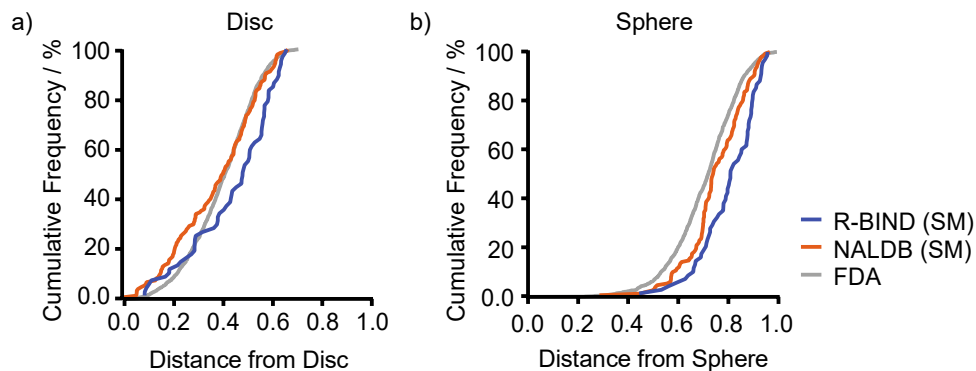 a)
Disc
Cumulative Frequency / %
100
80
60
40
20
0.0
0.0 0.2 0.4 0.6 0.8 1.0
Distance from Disc
b)
Sphere
Cumulative Frequency / %
100
80
60
40
20
0.0
0.0 0.2 0.4 0.6 0.8 1.0
Distance from Sphere
R-BIND (SM)
NALDB (SM)
FDA